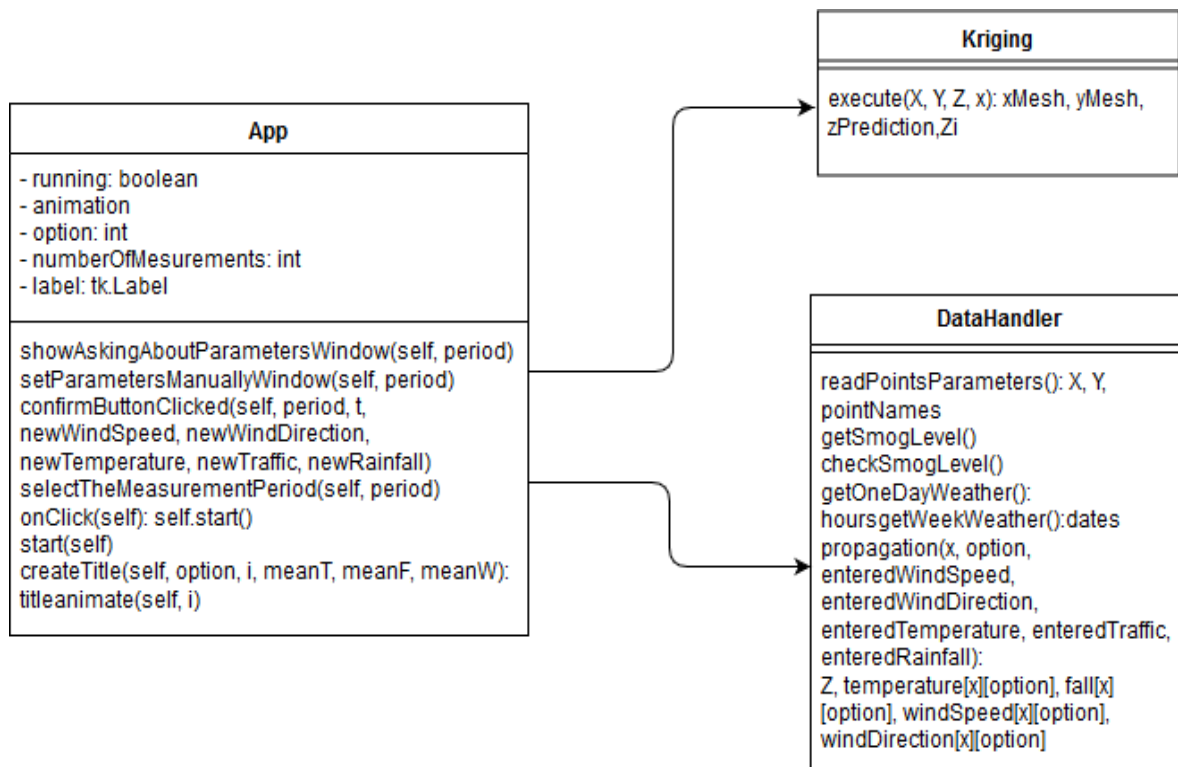 App
- running: boolean
- animation
- option: int
- numberOfMesurements: int
- label: tk.Label
showAskingAboutParametersWindow(self, period)
setParametersManuallyWindow(self, period)
confirmButtonClicked(self, period, t,
newWindSpeed, newWindDirection,
newTemperature, newTraffic, newRainfall)
selectTheMeasurementPeriod(self, period)
onClick(self): self.start()
start(self)
createTitle(self, option, i, meanT, meanF, meanW):
titleanimate(self, i)
Kriging
execute(X, Y, Z, x): xMesh, yMesh,
zPrediction,Zi
DataHandler
readPointsParameters(): X, Y,
pointNames
getSmogLevel()
checkSmogLevel()
getOneDayWeather():
hoursgetWeekWeather():dates
propagation(x, option,
enteredWindSpeed,
enteredWindDirection,
enteredTemperature, enteredTraffic,
enteredRainfall):
Z, temperature[x][option], fall[x]
[option], windSpeed[x][option],
windDirection[x][option]